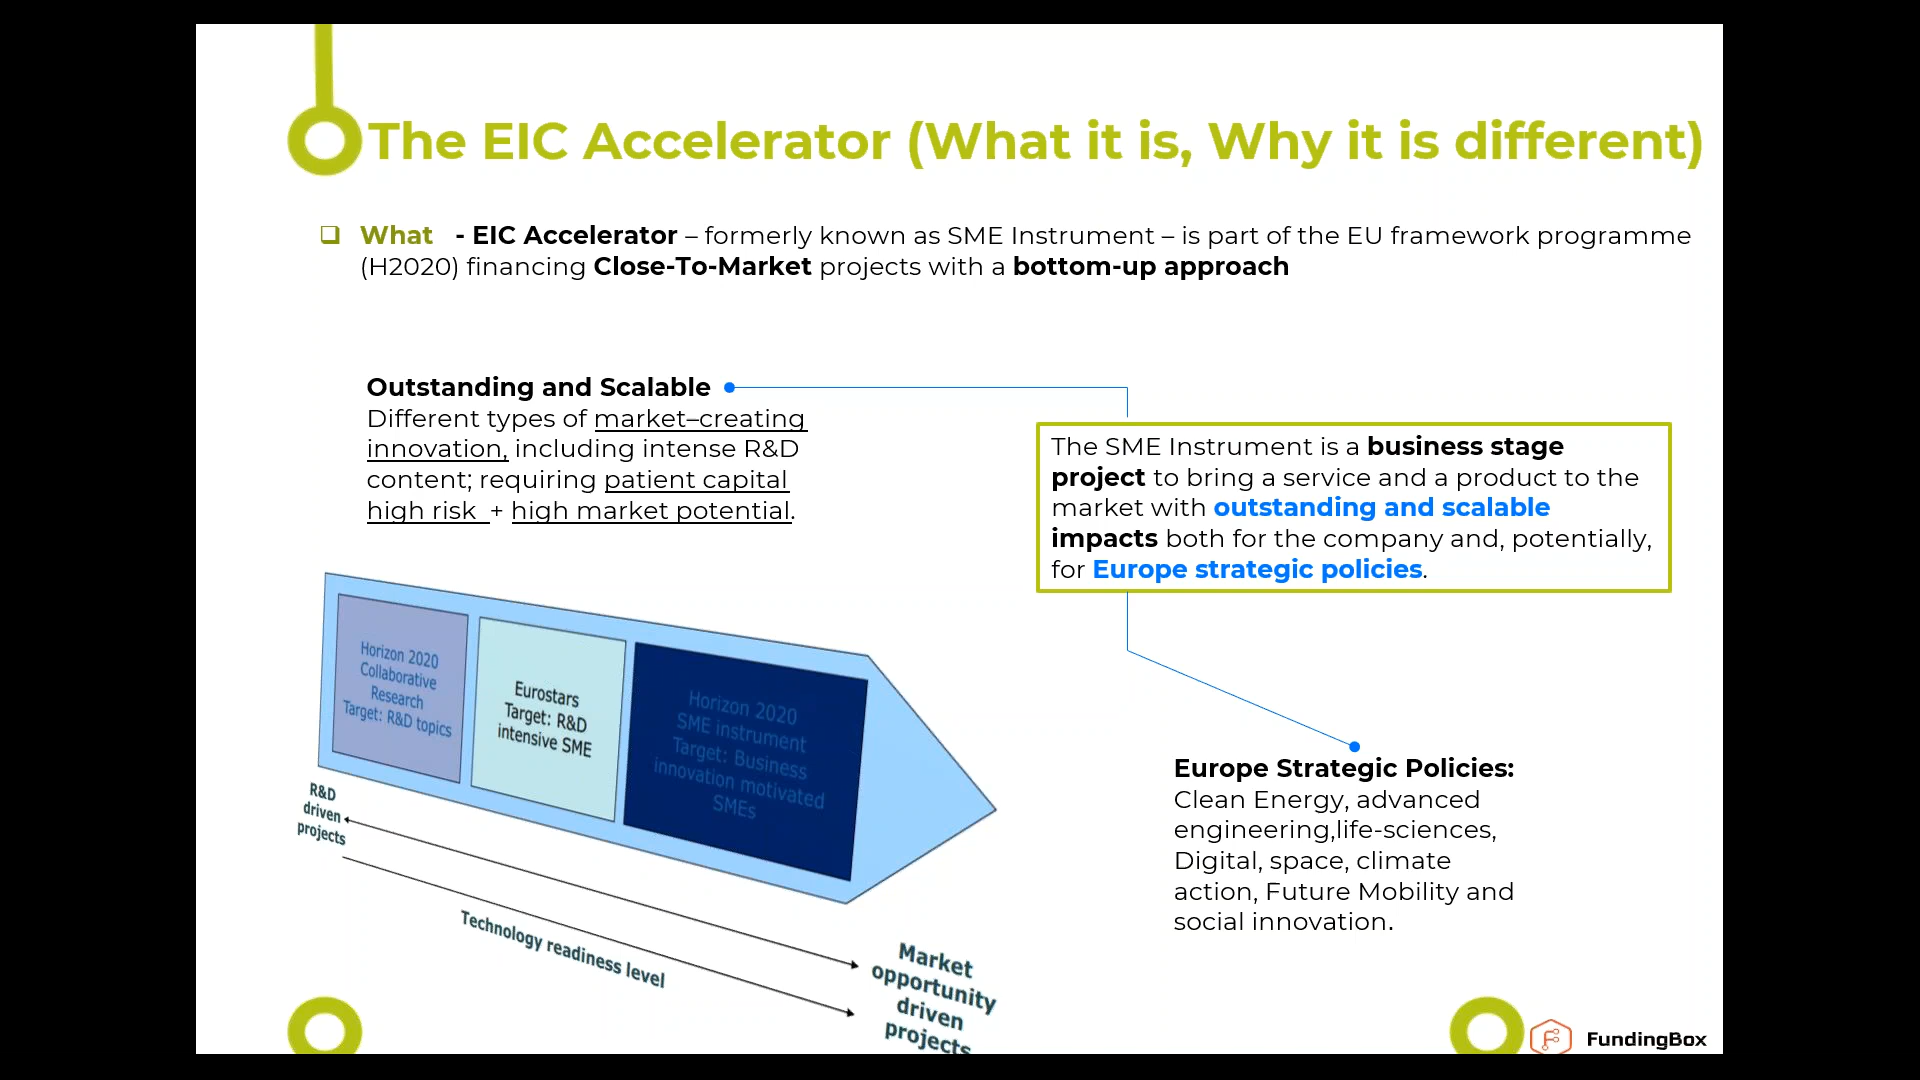 The EIC Accelerator (What it is, Why it is different)
❑ What - EIC Accelerator – formerly known as SME Instrument – is part of the EU framework programme
(H2020) financing Close-To-Market projects with a bottom-up approach
Outstanding and Scalable
Different types of market–creating
innovation, including intense R&D
content; requiring patient capital
high risk + high market potential.
The SME Instrument is a business stage
project to bring a service and a product to the
market with outstanding and scalable
impacts both for the company and, potentially,
for Europe strategic policies.
Horizon 2020
Collaborative
Research
Target: R&D topics
Eurostars
Target: R&D
intensive SME
Horizon 2020
SME instrument
Target: Business
innovation motivated
SMEs
R&D
driven
projects
Technology readiness level
Market
opportunity
driven
projects
Europe Strategic Policies:
Clean Energy, advanced
engineering,life-sciences,
Digital, space, climate
action, Future Mobility and
social innovation.
FundingBox